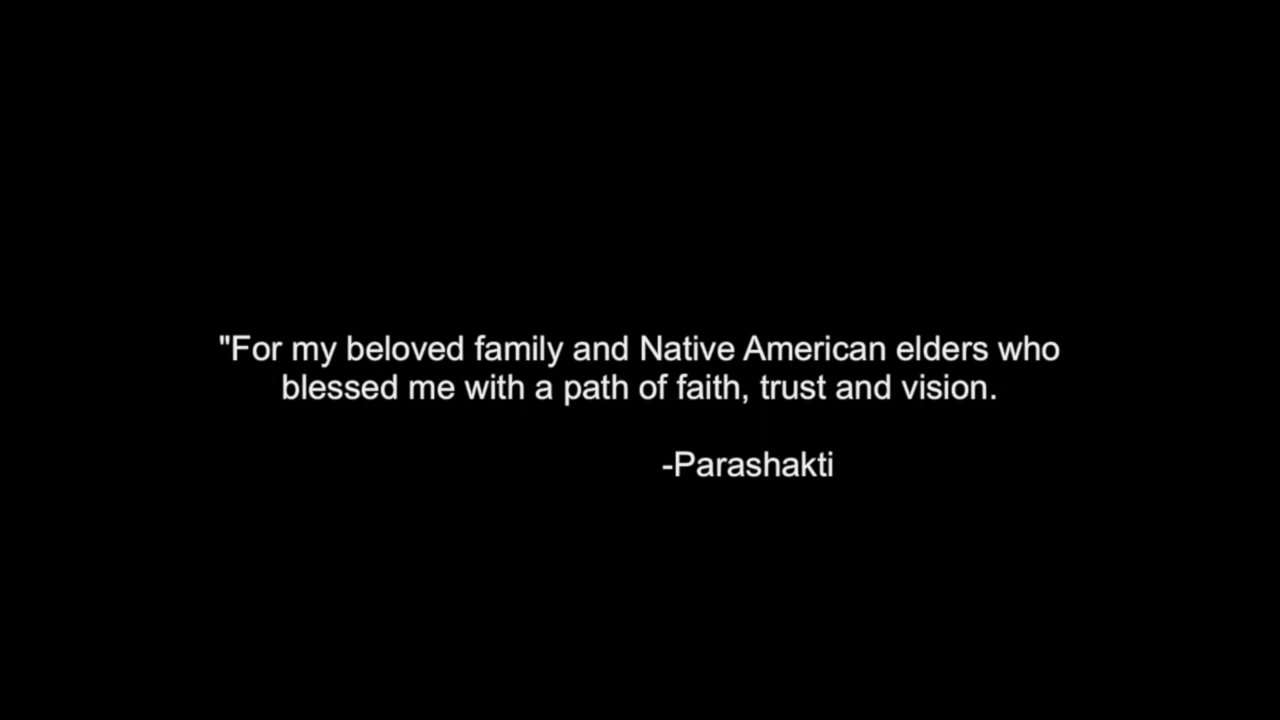 "For my beloved family and Native American elders who
blessed me with a path of faith, trust and vision.
-Parashakti